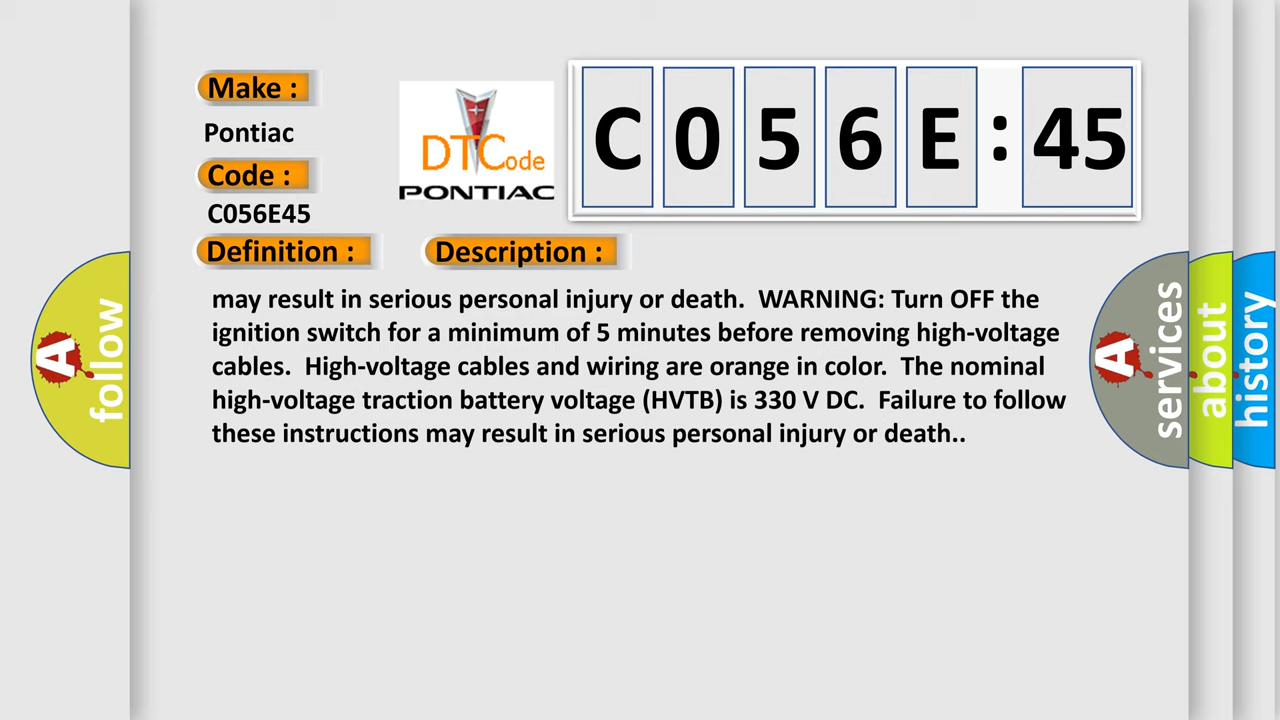 Make :
Pontiac
Code :
C056E45
Definition :
Description :
DTCode
PONTIAC
C056E:45
may result in serious personal injury or death.  WARNING: Turn OFF the
ignition switch for a minimum of 5 minutes before removing high-voltage
cables.  High-voltage cables and wiring are orange in color.  The nominal
high-voltage traction battery voltage (HVTB) is 330 V DC.  Failure to follow
these instructions may result in serious personal injury or death..
A follow
A services
about
history